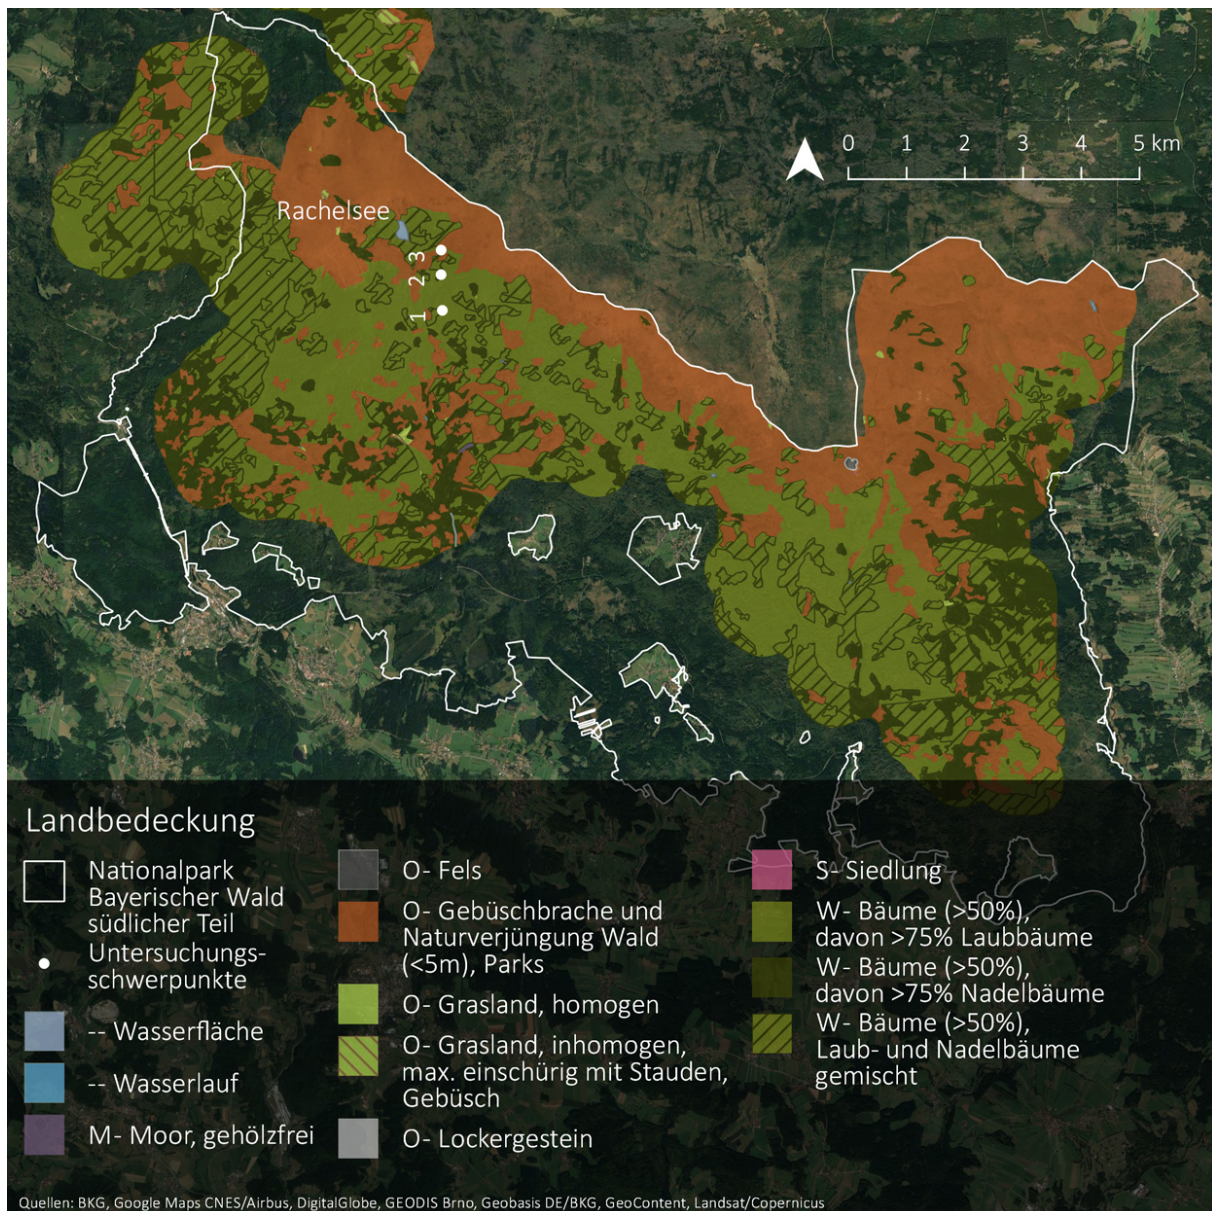 0 1 2 3 4 5 km
Rachelsee
3
2
1
Landbedeckung
Nationalpark
Bayerischer Wald
südlicher Teil
Untersuchungs-
schwerpunkte
-- Wasserfläche
-- Wasserlauf
M- Moor, gehölzfrei
O- Fels
O- Gebüschbrache und
Naturverjüngung Wald
(<5m), Parks
O- Grasland, homogen
O- Grasland, inhomogen,
max. einschürig mit Stauden,
Gebüsch
O- Lockergestein
S- Siedlung
W- Bäume (>50%),
davon >75% Laubbäume
W- Bäume (>50%),
davon >75% Nadelbäume
W- Bäume (>50%),
Laub- und Nadelbäume
gemischt
Quellen: BKG, Google Maps CNES/Airbus, DigitalGlobe, GEODIS Brno, Geobasis DE/BKG, GeoContent, Landsat/Copernicus